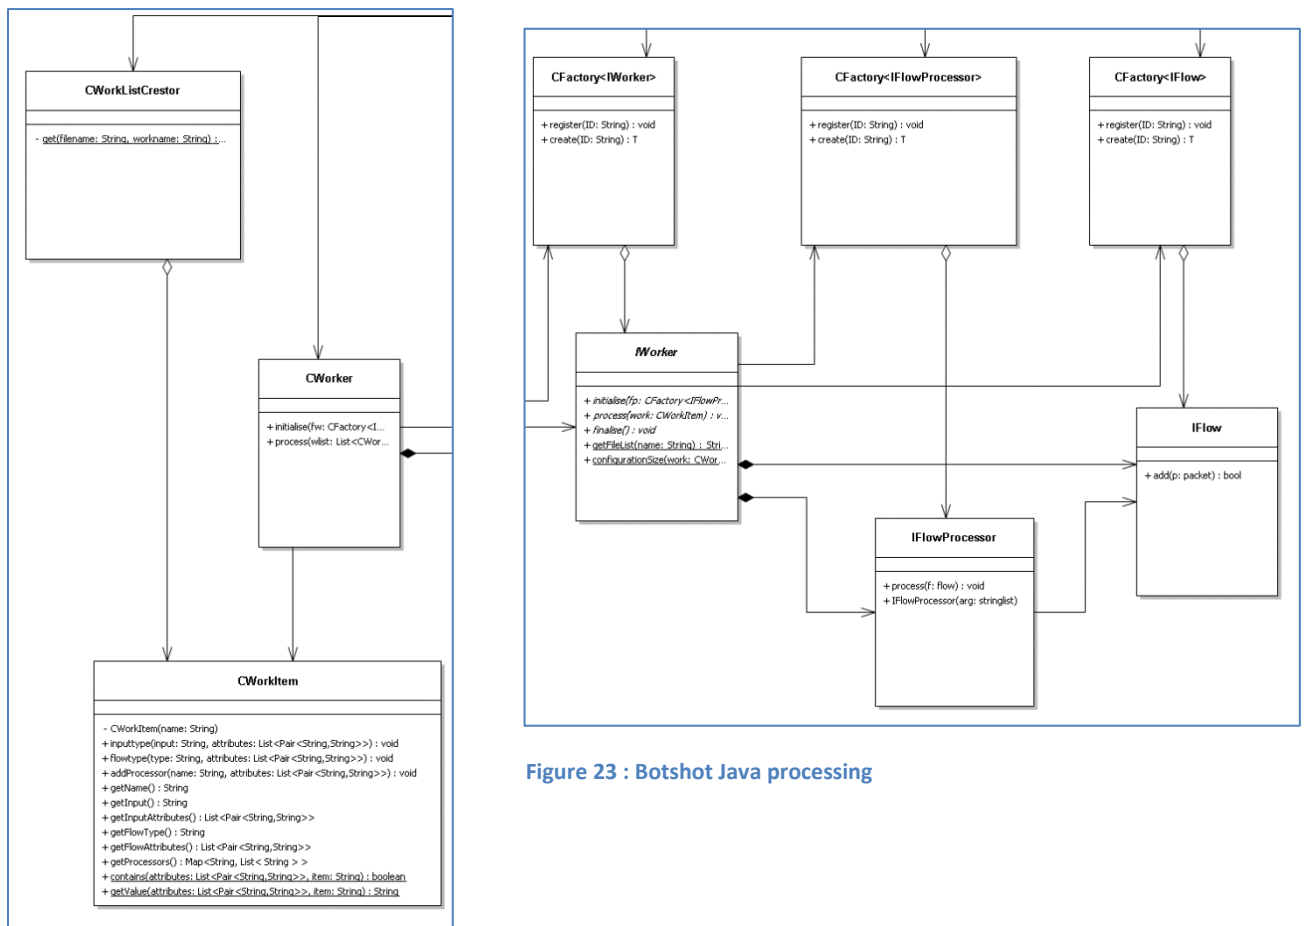 CWorkListCrestor
- get(filename: String, workname: String) :...
CWorker
+ initialise(fw: CFactory<I...
+ process(wlist: List<CWor...
CWorkItem
- CWorkItem(name: String)
+ inputtype(input: String, attributes: List<Pair<String,String>>) : void
+ flowtype(type: String, attributes: List<Pair<String,String>>) : void
+ addProcessor(name: String, attributes: List<Pair<String,String>>) : void
+ getName() : String
+ getInput() : String
+ getInputAttributes() : List<Pair<String,String>>
+ getFlowType() : String
+ getFlowAttributes() : List<Pair<String,String>>
+ getProcessors() : Map<String, List< String > >
+ contains(attributes: List<Pair<String,String>>, item: String) : boolean
+ getValue(attributes: List<Pair<String,String>>, item: String) : String
CFactory<IWorker>
+ register(ID: String) : void
+ create(ID: String) : T
CFactory<IFlowProcessor>
+ register(ID: String) : void
+ create(ID: String) : T
CFactory<IFlow>
+ register(ID: String) : void
+ create(ID: String) : T
IWorker
+ initialise(fp: CFactory<IFlowPr...
+ process(work: CWorkItem) : v...
+ finalise() : void
+ getFileList(name: String) : Stri...
+ configurationSize(work: CWor...
IFlow
+ add(p: packet) : bool
IFlowProcessor
+ process(f: flow) : void
+ IFlowProcessor(arg: stringlist)
Figure 23 : Botshot Java processing